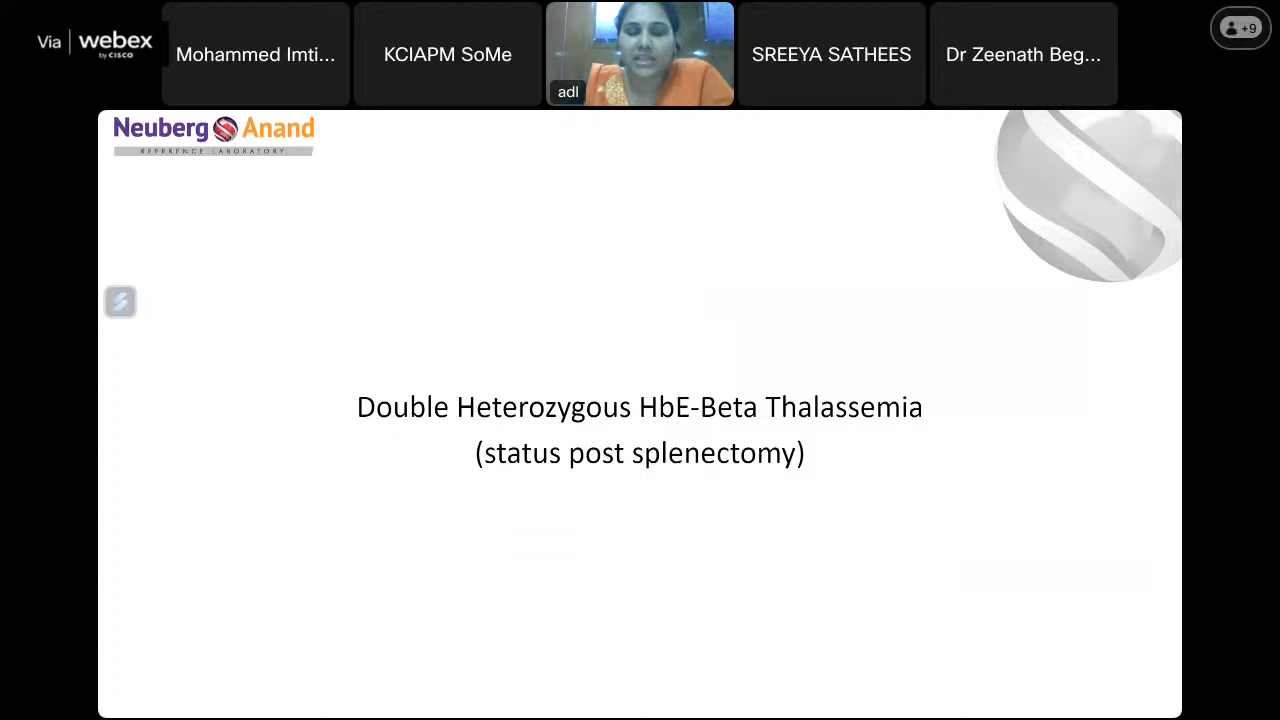 Via webex
by CISCO
Mohammed Imti...
KCIAPM SoMe
adl
SREEYA SATHEES
Dr Zeenath Beg...
+9
Neuberg Anand
REFERENCE LABORATORY
Double Heterozygous HbE-Beta Thalassemia
(status post splenectomy)